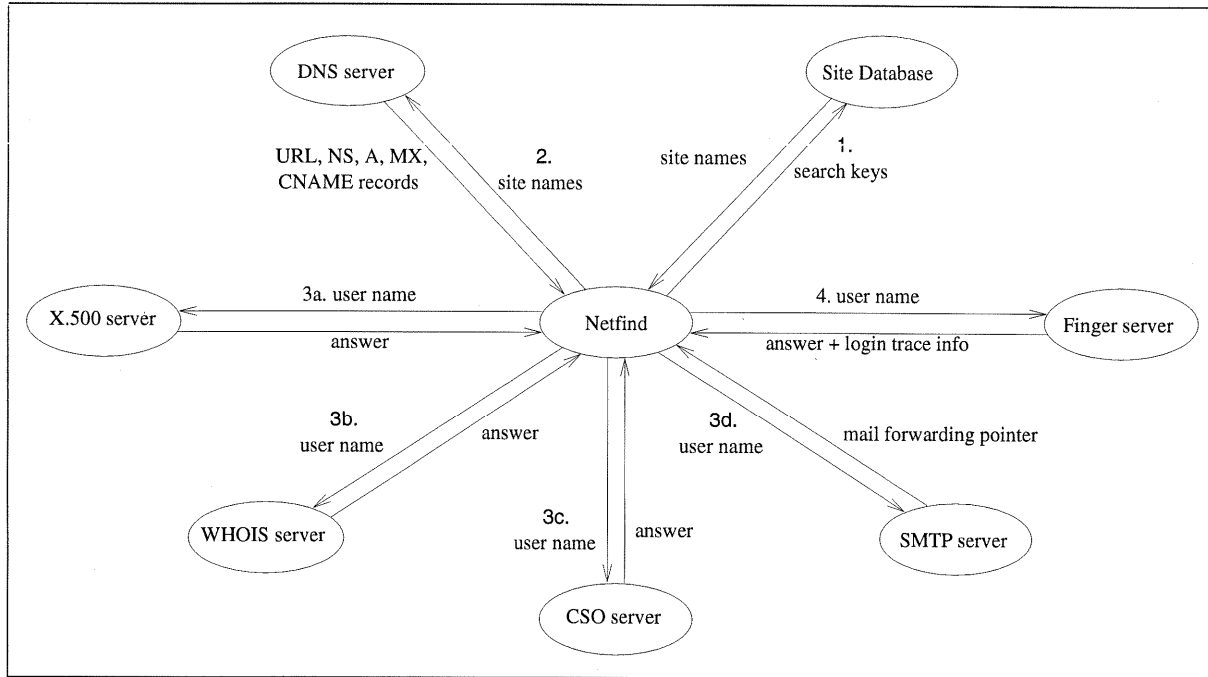 DNS server
Site Database
URL, NS, A, MX,
CNAME records
2.
site names
site names
1.
search keys
X.500 server
3a. user name
answer
Netfind
4. user name
answer + login trace info
Finger server
3b.
user name
answer
3d.
user name
mail forwarding pointer
WHOIS server
3c.
user name
answer
SMTP server
CSO server